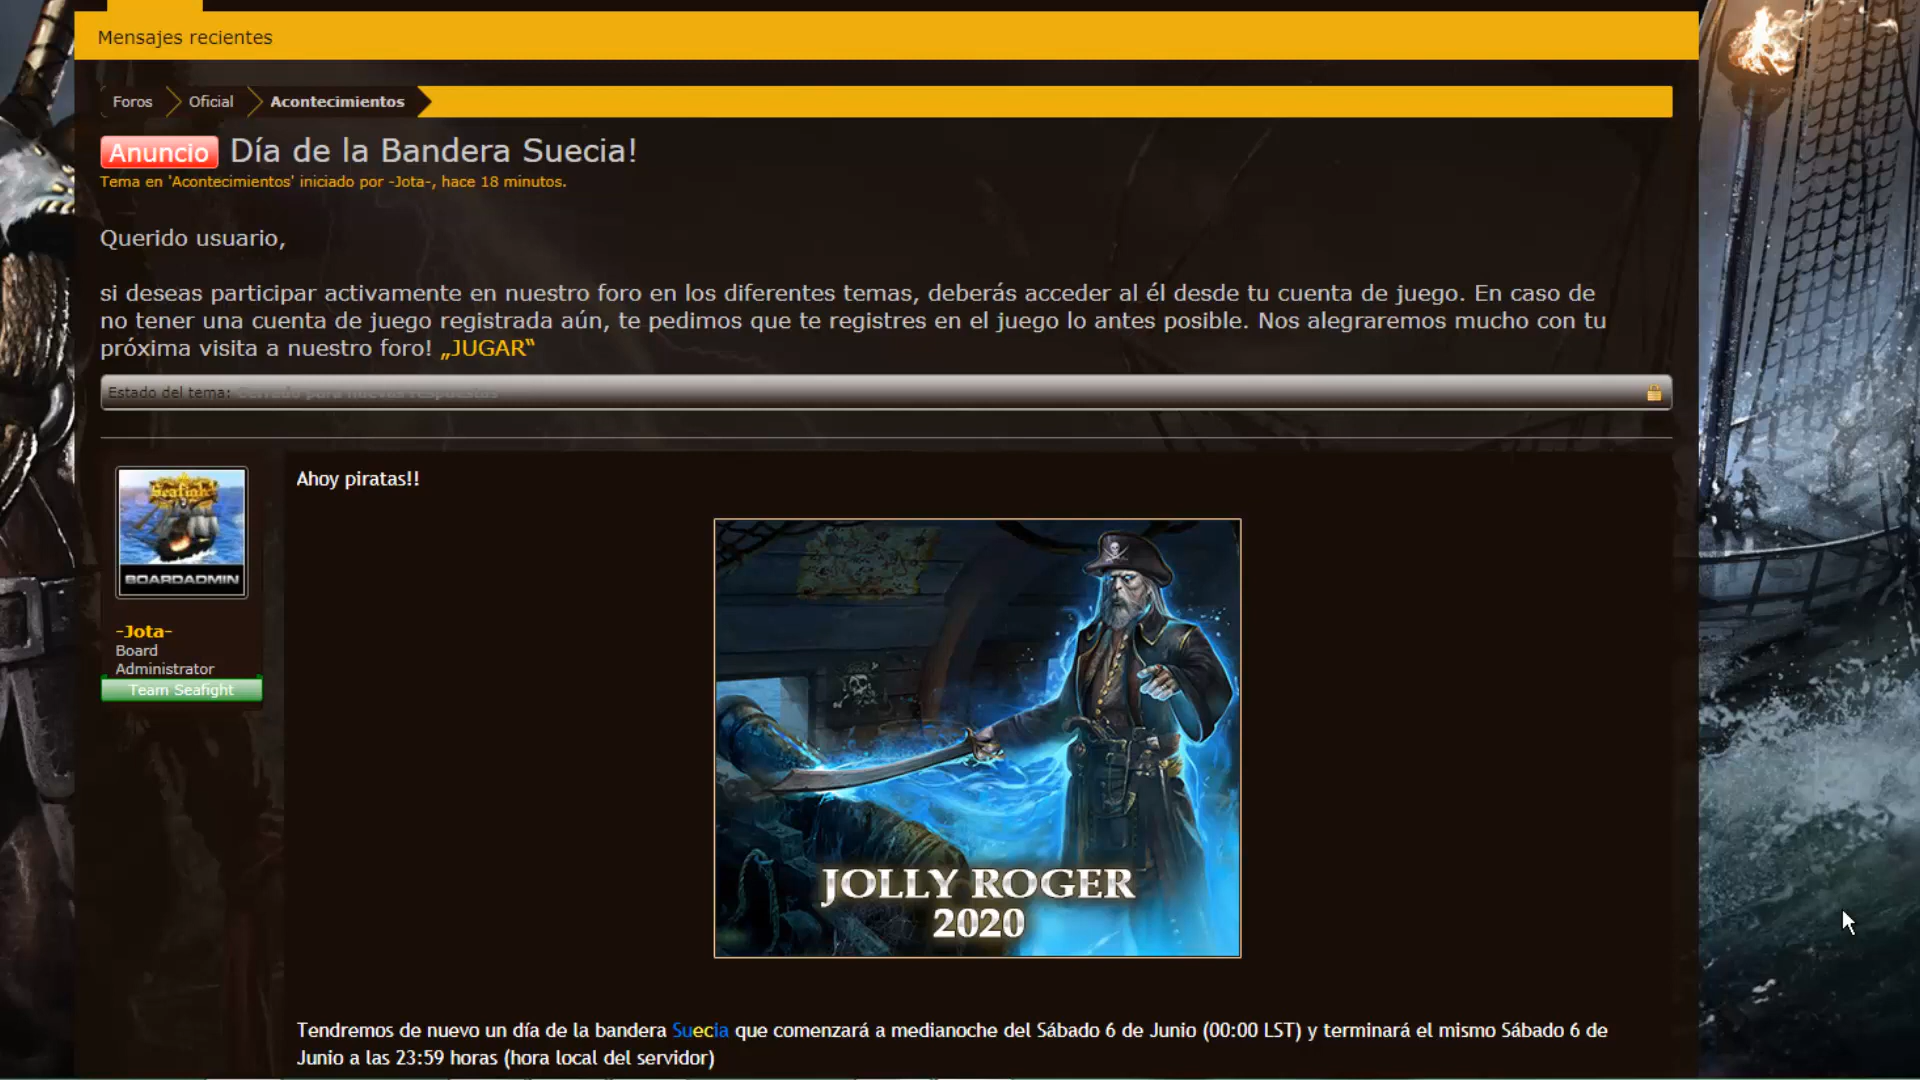 Mensajes recientes
Foros
Oficial
Acontecimientos
Anuncio Día de la Bandera Suecia!
Tema en 'Acontecimientos' iniciado por -Jota-, hace 18 minutos.
Querido usuario,
si deseas participar activamente en nuestro foro en los diferentes temas, deberás acceder al él desde tu cuenta de juego. En caso de
no tener una cuenta de juego registrada aún, te pedimos que te registres en el juego lo antes posible. Nos alegraremos mucho con tu
próxima visita a nuestro foro! „JUGAR‟
Estado del tema: Cerrado para nuevas respuestas
Seafight
BOARDADMIN
-Jota-
Board
Administrator
Team Seafight
Ahoy piratas!!
JOLLY ROGER
2020
Tendremos de nuevo un día de la bandera Suecia que comenzará a medianoche del Sábado 6 de Junio (00:00 LST) y terminará el mismo Sábado 6 de
Junio a las 23:59 horas (hora local del servidor)